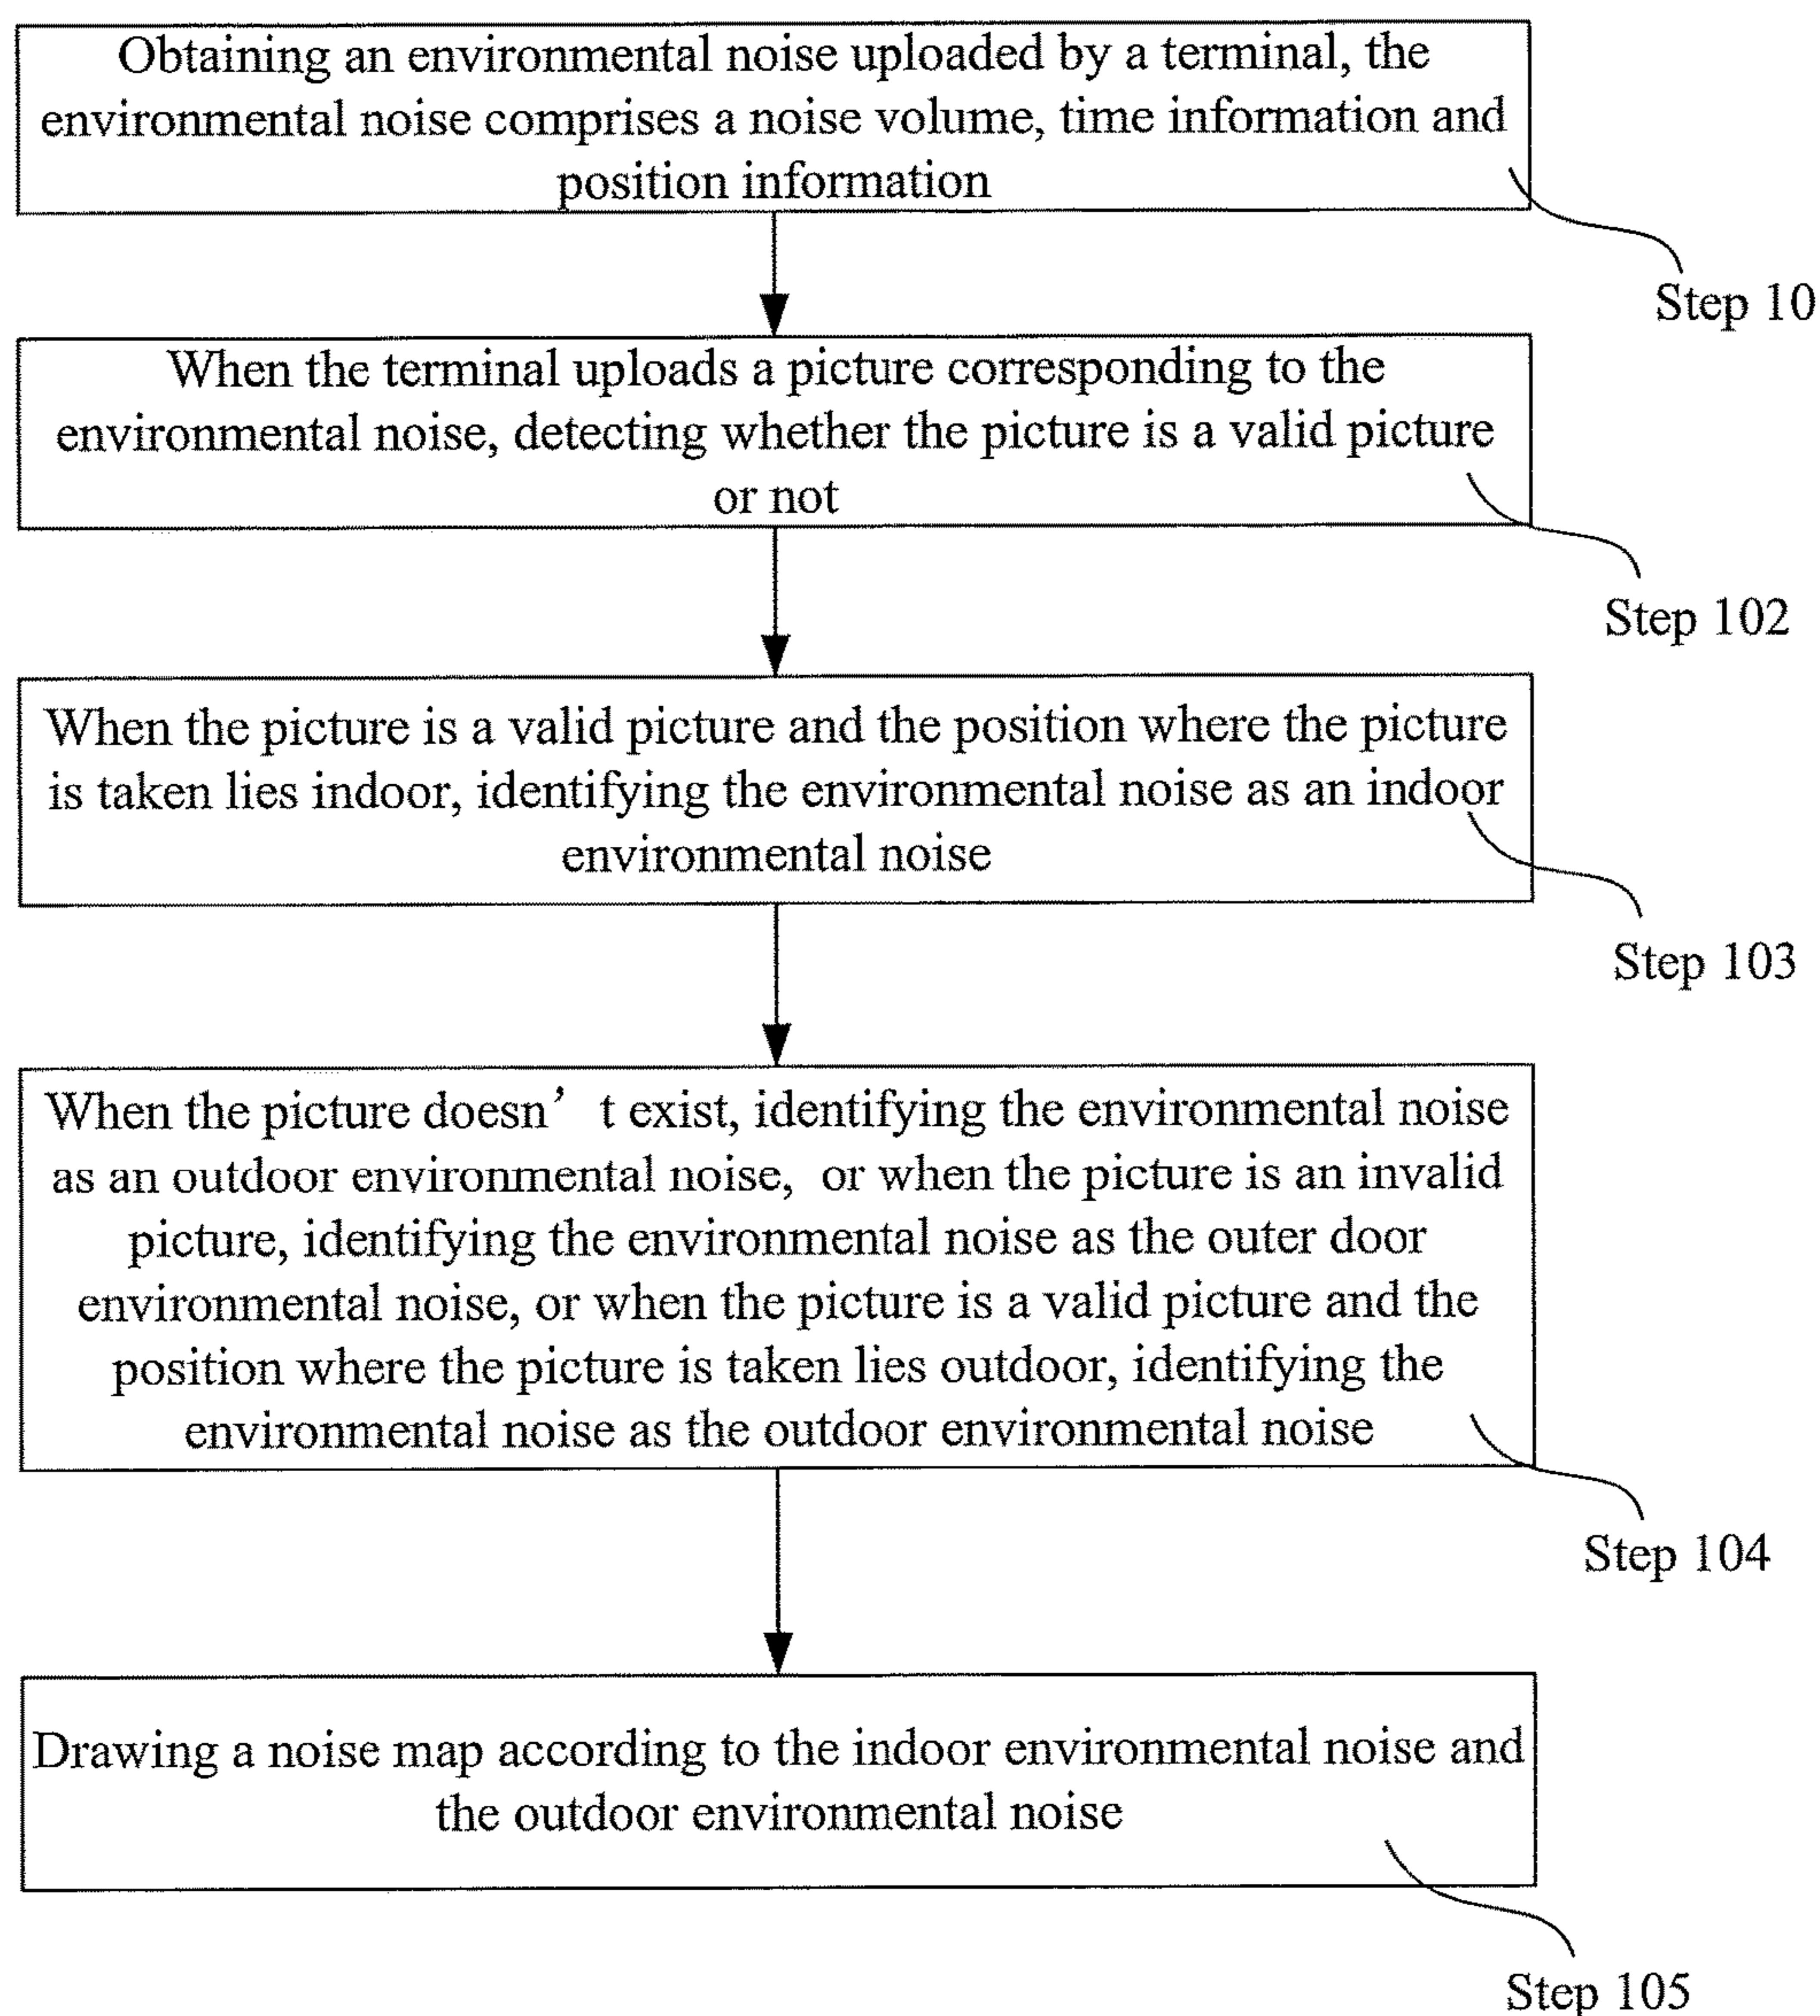 Obtaining an environmental noise uploaded by a terminal, the
environmental noise comprises a noise volume, time information and
position information
Step 10
When the terminal uploads a picture corresponding to the
environmental noise, detecting whether the picture is a valid picture
or not
Step 102
When the picture is a valid picture and the position where the picture
is taken lies indoor, identifying the environmental noise as an indoor
environmental noise
Step 103
When the picture doesn’ t exist, identifying the environmental noise
as an outdoor environmental noise, or when the picture is an invalid
picture, identifying the environmental noise as the outer door
environmental noise, or when the picture is a valid picture and the
position where the picture is taken lies outdoor, identifying the
environmental noise as the outdoor environmental noise
Step 104
Drawing a noise map according to the indoor environmental noise and
the outdoor environmental noise
Step 105